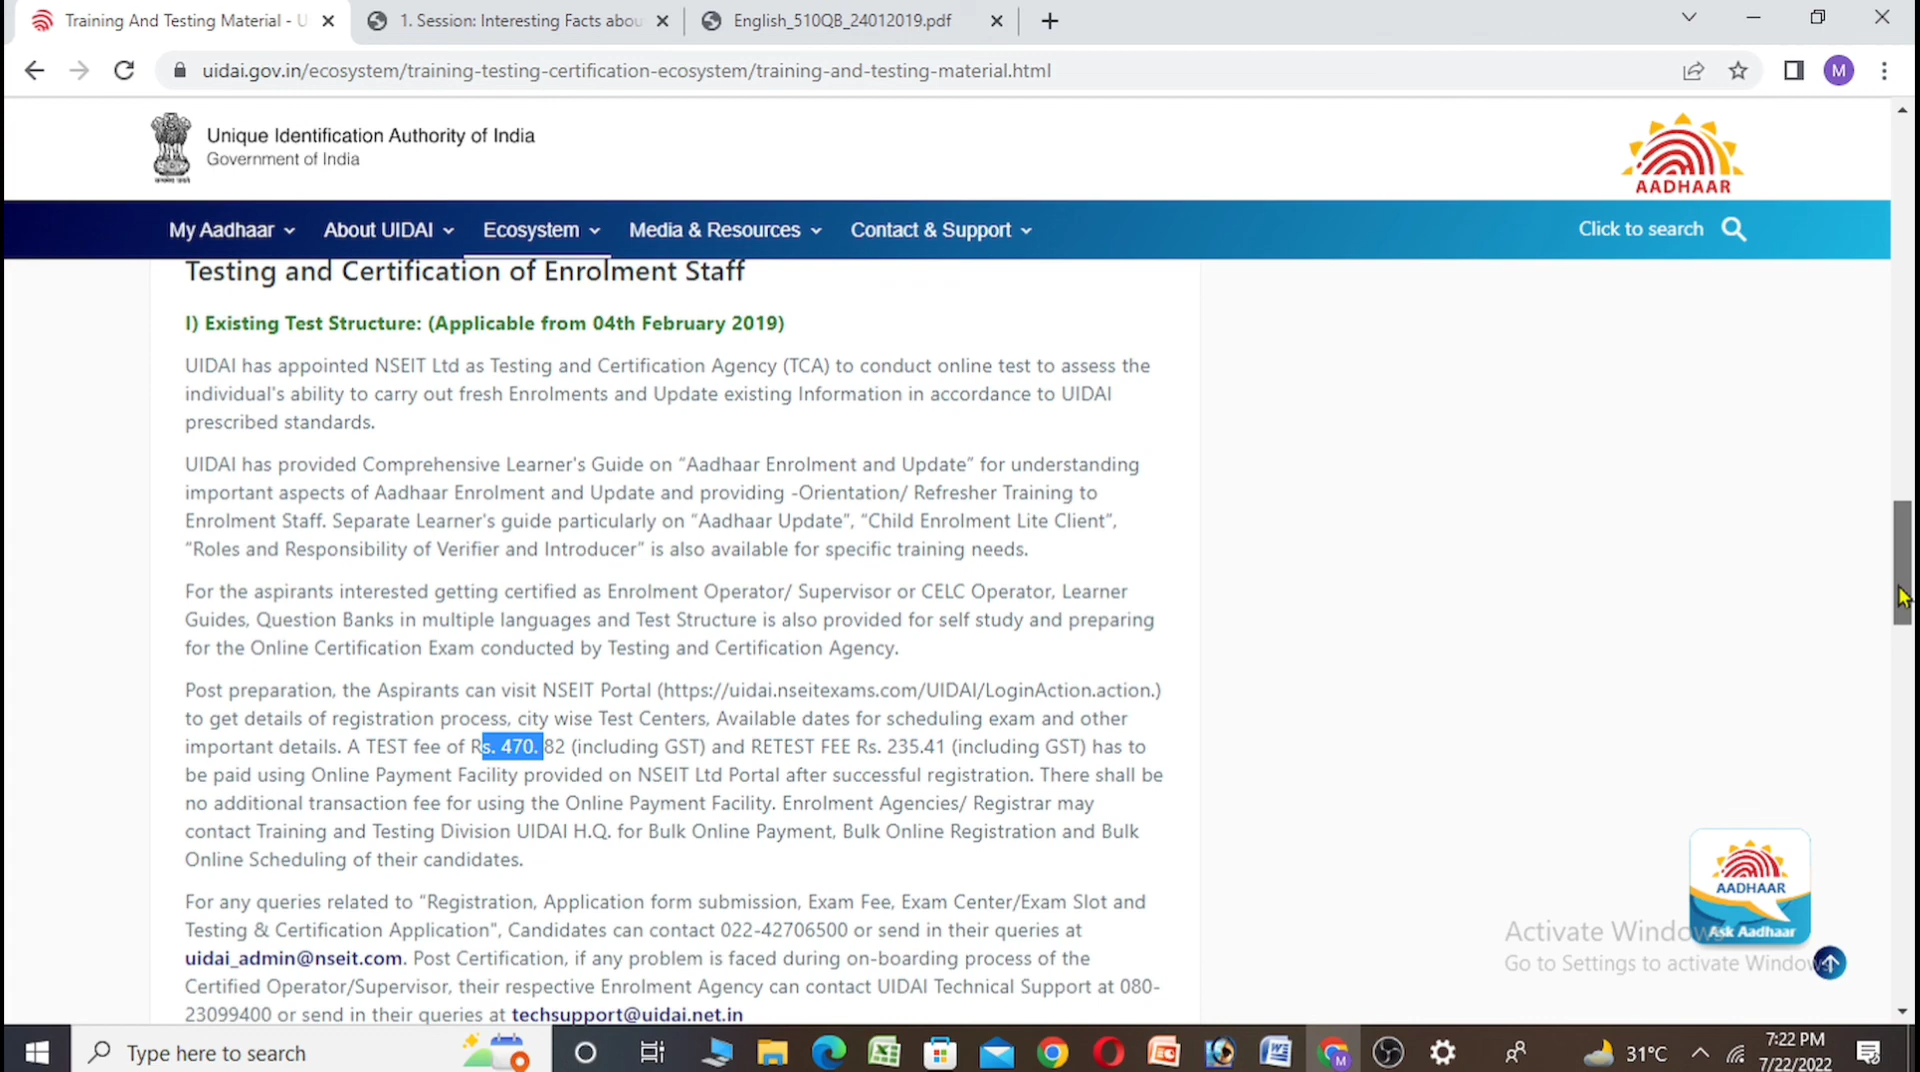 Training And Testing Material - U
1. Session: Interesting Facts abou
English_510QB_24012019.pdf
uidai.gov.in/ecosystem/training-testing-certification-ecosystem/training-and-testing-material.html
M
Unique Identification Authority of India
Government of India
AADHAAR
My Aadhaar
About UIDAI
Ecosystem
Media & Resources
Contact & Support
Click to search
Testing and Certification of Enrolment Staff
I) Existing Test Structure: (Applicable from 04th February 2019)
UIDAI has appointed NSEIT Ltd as Testing and Certification Agency (TCA) to conduct online test to assess the
individual's ability to carry out fresh Enrolments and Update existing Information in accordance to UIDAI
prescribed standards.
UIDAI has provided Comprehensive Learner's Guide on “Aadhaar Enrolment and Update” for understanding
important aspects of Aadhaar Enrolment and Update and providing -Orientation/ Refresher Training to
Enrolment Staff. Separate Learner's guide particularly on “Aadhaar Update”, “Child Enrolment Lite Client”,
“Roles and Responsibility of Verifier and Introducer” is also available for specific training needs.
For the aspirants interested getting certified as Enrolment Operator/ Supervisor or CELC Operator, Learner
Guides, Question Banks in multiple languages and Test Structure is also provided for self study and preparing
for the Online Certification Exam conducted by Testing and Certification Agency.
Post preparation, the Aspirants can visit NSEIT Portal (https://uidai.nseitexams.com/UIDAI/LoginAction.action.)
to get details of registration process, city wise Test Centers, Available dates for scheduling exam and other
important details. A TEST fee of Rs. 470. 82 (including GST) and RETEST FEE Rs. 235.41 (including GST) has to
be paid using Online Payment Facility provided on NSEIT Ltd Portal after successful registration. There shall be
no additional transaction fee for using the Online Payment Facility. Enrolment Agencies/ Registrar may
contact Training and Testing Division UIDAI H.Q. for Bulk Online Payment, Bulk Online Registration and Bulk
Online Scheduling of their candidates.
For any queries related to “Registration, Application form submission, Exam Fee, Exam Center/Exam Slot and
Testing & Certification Application”, Candidates can contact 022-42706500 or send in their queries at
uidai_admin@nseit.com. Post Certification, if any problem is faced during on-boarding process of the
Certified Operator/Supervisor, their respective Enrolment Agency can contact UIDAI Technical Support at 080-
23099400 or send in their queries at techsupport@uidai.net.in
AADHAAR
Ask Aadhaar
Activate Windows
Go to Settings to activate Windows
Type here to search
31°C
7:22 PM
7/22/2022